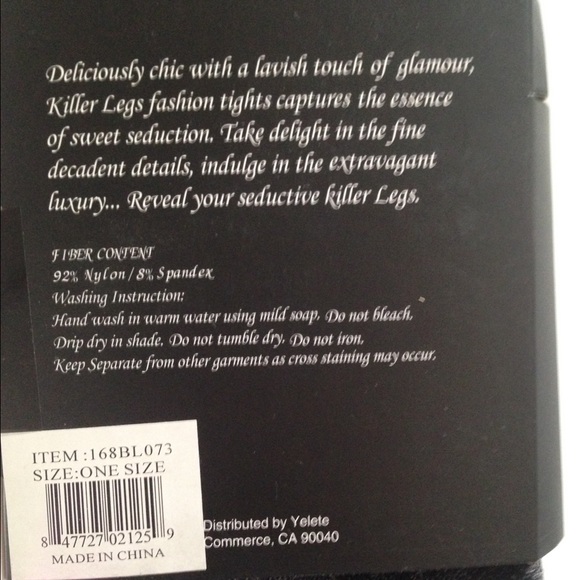 Deliciously chic with a lavish touch of glamour,
Killer Legs fashion tights captures the essence
of sweet seduction. Take delight in the fine
decadent details, indulge in the extravagant
luxury... Reveal your seductive killer Legs.
FIBER CONTENT
92% Nylon / 8% Spandex
Washing Instruction:
Hand wash in warm water using mild soap. Do not bleach.
Drip dry in shade. Do not tumble dry. Do not iron.
Keep Separate from other garments as cross staining may occur.
ITEM :168BL073
SIZE:ONE SIZE
8 47727 02125 9
MADE IN CHINA
Distributed by Yelete
Commerce, CA 90040